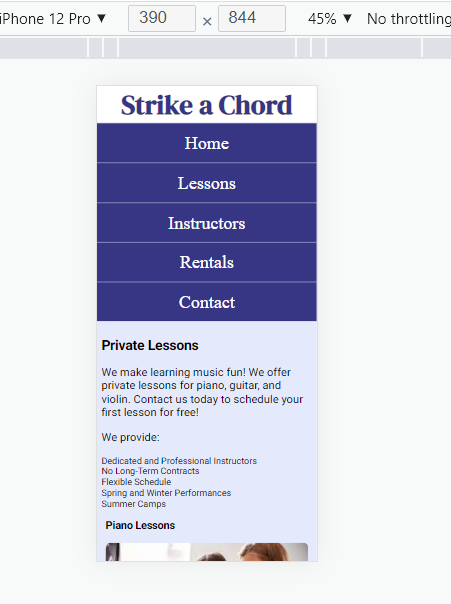 iPhone 12 Pro ▼ 390 × 844 45% ▼ No throttling
Strike a Chord
Home
Lessons
Instructors
Rentals
Contact
Private Lessons
We make learning music fun! We offer
private lessons for piano, guitar, and
violin. Contact us today to schedule your
first lesson for free!
We provide:
Dedicated and Professional Instructors
No Long-Term Contracts
Flexible Schedule
Spring and Winter Performances
Summer Camps
Piano Lessons